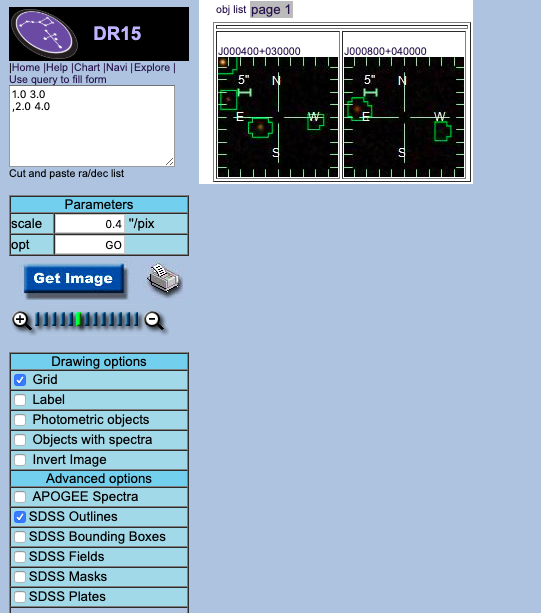 DR15
|Home |Help |Chart |Navi |Explore |
Use query to fill form
1.0 3.0
,2.0 4.0
Cut and paste ra/dec list
Parameters
scale 0.4 "/pix
opt GO
Get Image
Drawing options
Grid
Label
Photometric objects
Objects with spectra
Invert Image
Advanced options
APOGEE Spectra
SDSS Outlines
SDSS Bounding Boxes
SDSS Fields
SDSS Masks
SDSS Plates
obj list page 1
J000400+030000
5" N
E W
S
J000800+040000
5" N
E W
S